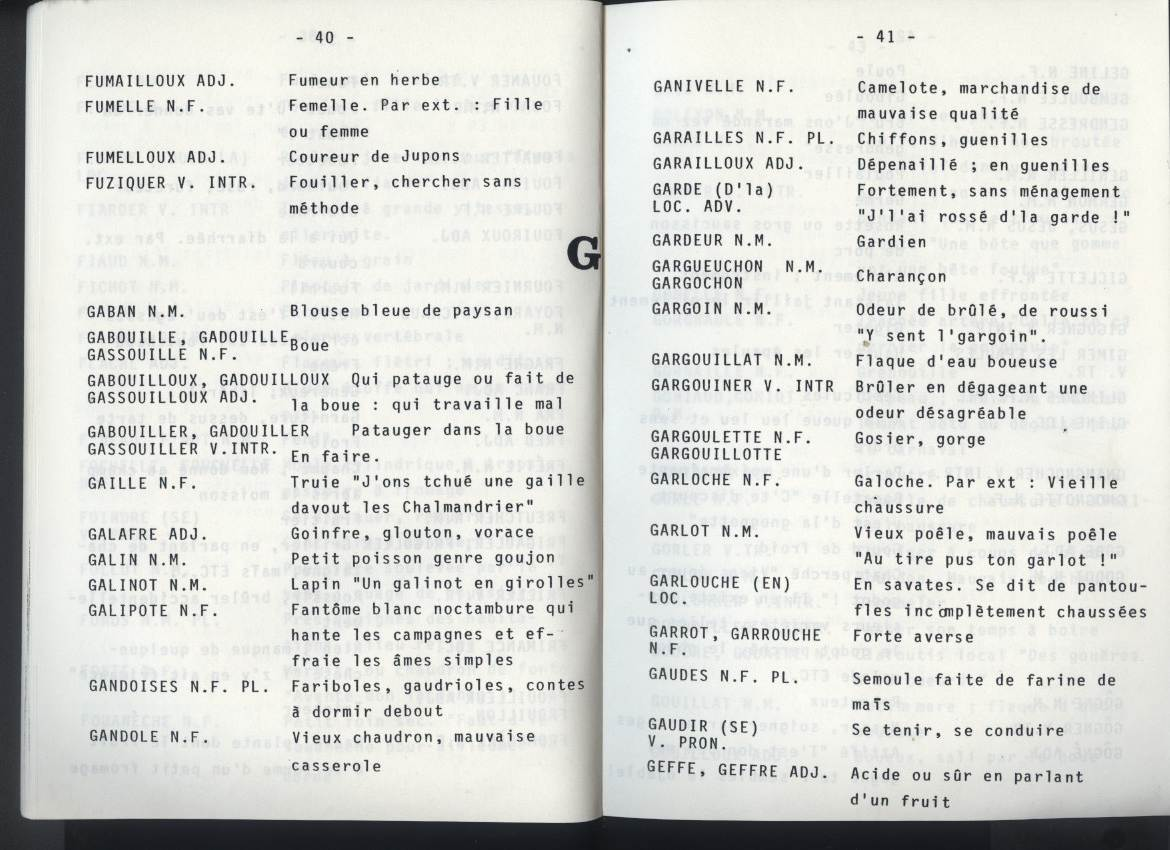 - 40 -
FUMAILLOUX ADJ. Fumeur en herbe
FUMELLE N.F. Femelle. Par ext. : Fille
ou femme
FUMELLOUX ADJ. Coureur de Jupons
FUZIQUER V. INTR. Fouiller, chercher sans
méthode
G
GABAN N.M. Blouse bleue de paysan
GABOUILLE, GADOUILLE
GASSOUILLE N.F. Boue
GABOUILLOUX, GADOUILLOUX Qui patauge ou fait de
GASSOUILLOUX ADJ. la boue : qui travaille mal
GABOUILLER, GADOUILLER Patauger dans la boue
GASSOUILLER V.INTR. En faire.
GAILLE N.F. Truie "J'ons tchué une gaille
davout les Chalmandrier"
GALAFRE ADJ. Goinfre, glouton, vorace
GALIN N.M. Petit poisson genre goujon
GALINOT N.M. Lapin "Un galinot en girolles"
GALIPOTE N.F. Fantôme blanc noctambure qui
hante les campagnes et ef-
fraie les âmes simples
GANDOISES N.F. PL. Fariboles, gaudrioles, contes
à dormir debout
GANDOLE N.F. Vieux chaudron, mauvaise
casserole
- 41 -
GANIVELLE N.F. Camelote, marchandise de
mauvaise qualité
GARAILLES N.F. PL. Chiffons, guenilles
GARAILLOUX ADJ. Dépenaillé ; en guenilles
GARDE (D'la) Fortement, sans ménagement
LOC. ADV. "J'l'ai rossé d'la garde !"
GARDEUR N.M. Gardien
GARGUEUCHON N.M.
GARGOCHON Charançon
GARGOIN N.M. Odeur de brûlé, de roussi
"Y sent l'gargoin".
GARGOUILLAT N.M. Flaque d'eau boueuse
GARGOUINER V. INTR Brûler en dégageant une
odeur désagréable
GARGOULETTE N.F. Gosier, gorge
GARGOUILLOTTE
GARLOCHE N.F. Galoche. Par ext : Vieille
chaussure
GARLOT N.M. Vieux poêle, mauvais poêle
"Au tire pus ton garlot !"
GARLOUCHE (EN) En savates. Se dit de pantou-
LOC. fles incomplètement chaussées
GARROT, GARROUCHE Forte averse
N.F.
GAUDES N.F. PL. Semoule faite de farine de
maïs
GAUDIR (SE) Se tenir, se conduire
V. PRON.
GEFFE, GEFFRE ADJ. Acide ou sûr en parlant
d'un fruit